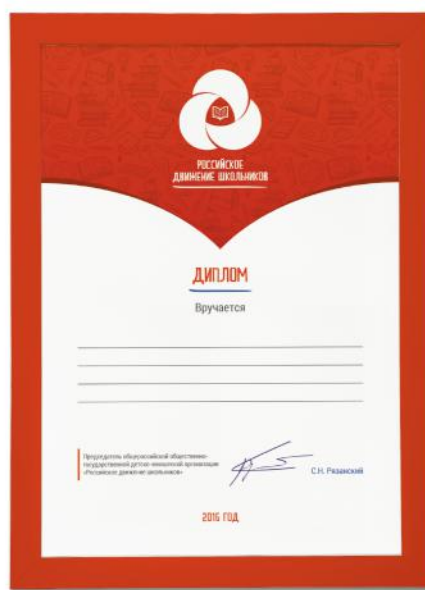 РОССИЙСКОЕ
ДВИЖЕНИЕ ШКОЛЬНИКОВ
ДИПЛОМ
Вручается
Председатель общероссийской общественно-
государственной детско-юношеской организации
«Российское движение школьников»
С.Н. Рязанский
2016 ГОД